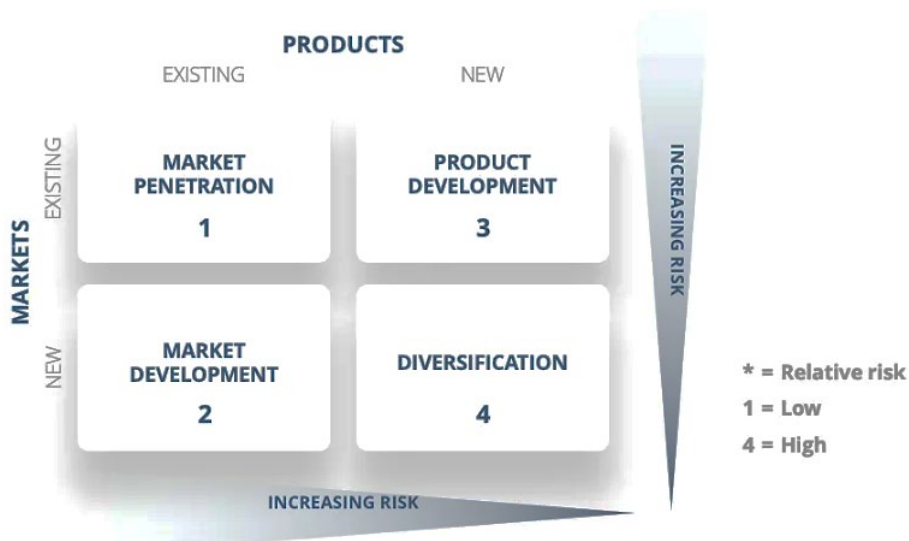 PRODUCTS
EXISTING
NEW
MARKETS
EXISTING
NEW
MARKET
PENETRATION
1
PRODUCT
DEVELOPMENT
3
MARKET
DEVELOPMENT
2
DIVERSIFICATION
4
INCREASING RISK
INCREASING RISK
* = Relative risk
1 = Low
4 = High